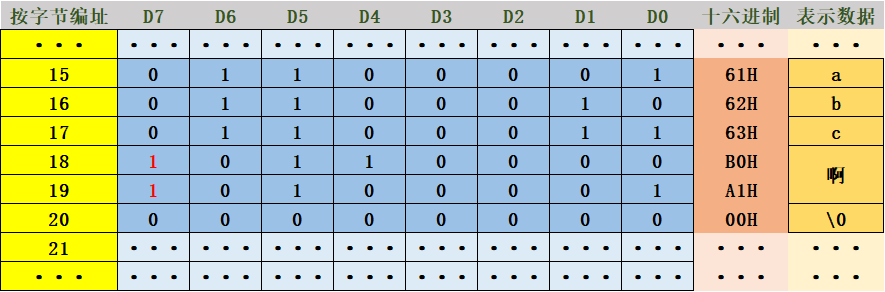 按字节编址 D7 D6 D5 D4 D3 D2 D1 D0 十六进制 表示数据
··· ··· ··· ··· ··· ··· ··· ··· ··· ··· ···
15 0 1 1 0 0 0 0 1 61H a
16 0 1 1 0 0 0 1 0 62H b
17 0 1 1 0 0 0 1 1 63H c
18 1 0 1 1 0 0 0 0 B0H 啊
19 1 0 1 0 0 0 0 1 A1H
20 0 0 0 0 0 0 0 0 00H \0
21 ··· ··· ··· ··· ··· ··· ··· ··· ··· ···
··· ··· ··· ··· ··· ··· ··· ··· ··· ··· ···